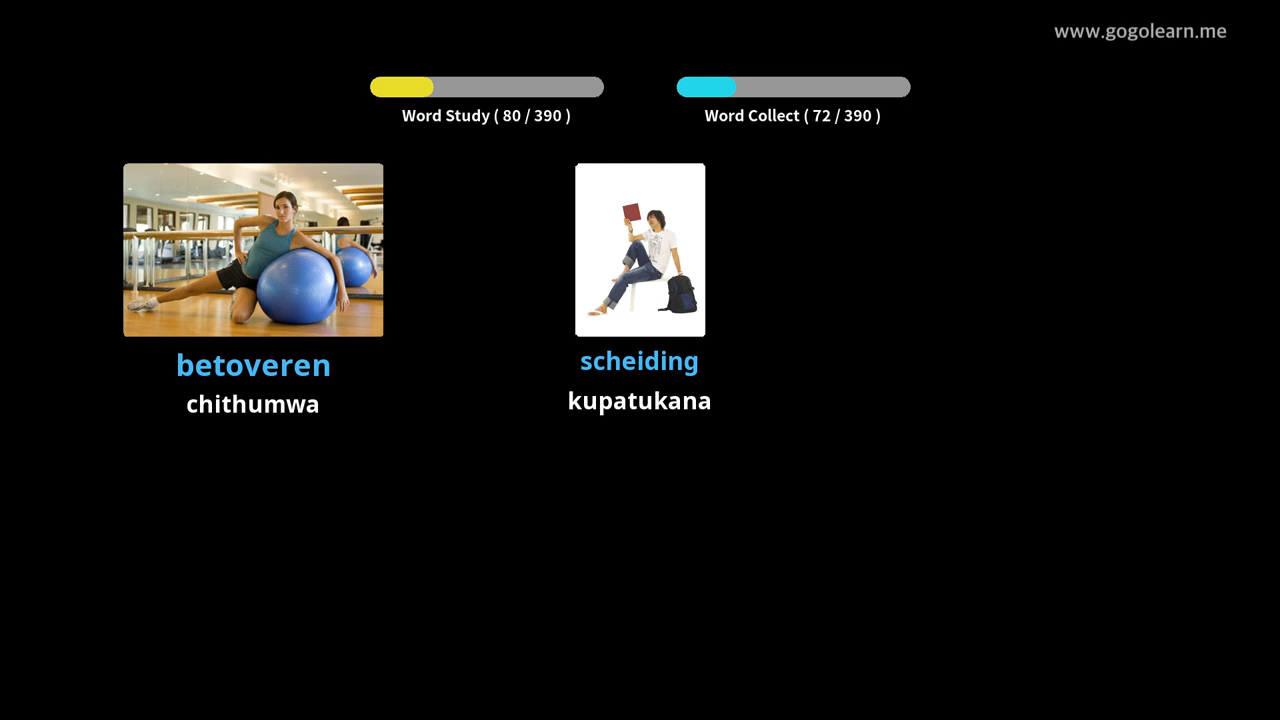 www.gogolearn.me
Word Study ( 80 / 390 )
Word Collect ( 72 / 390 )
betoveren
chithumwa
scheiding
kupatukana